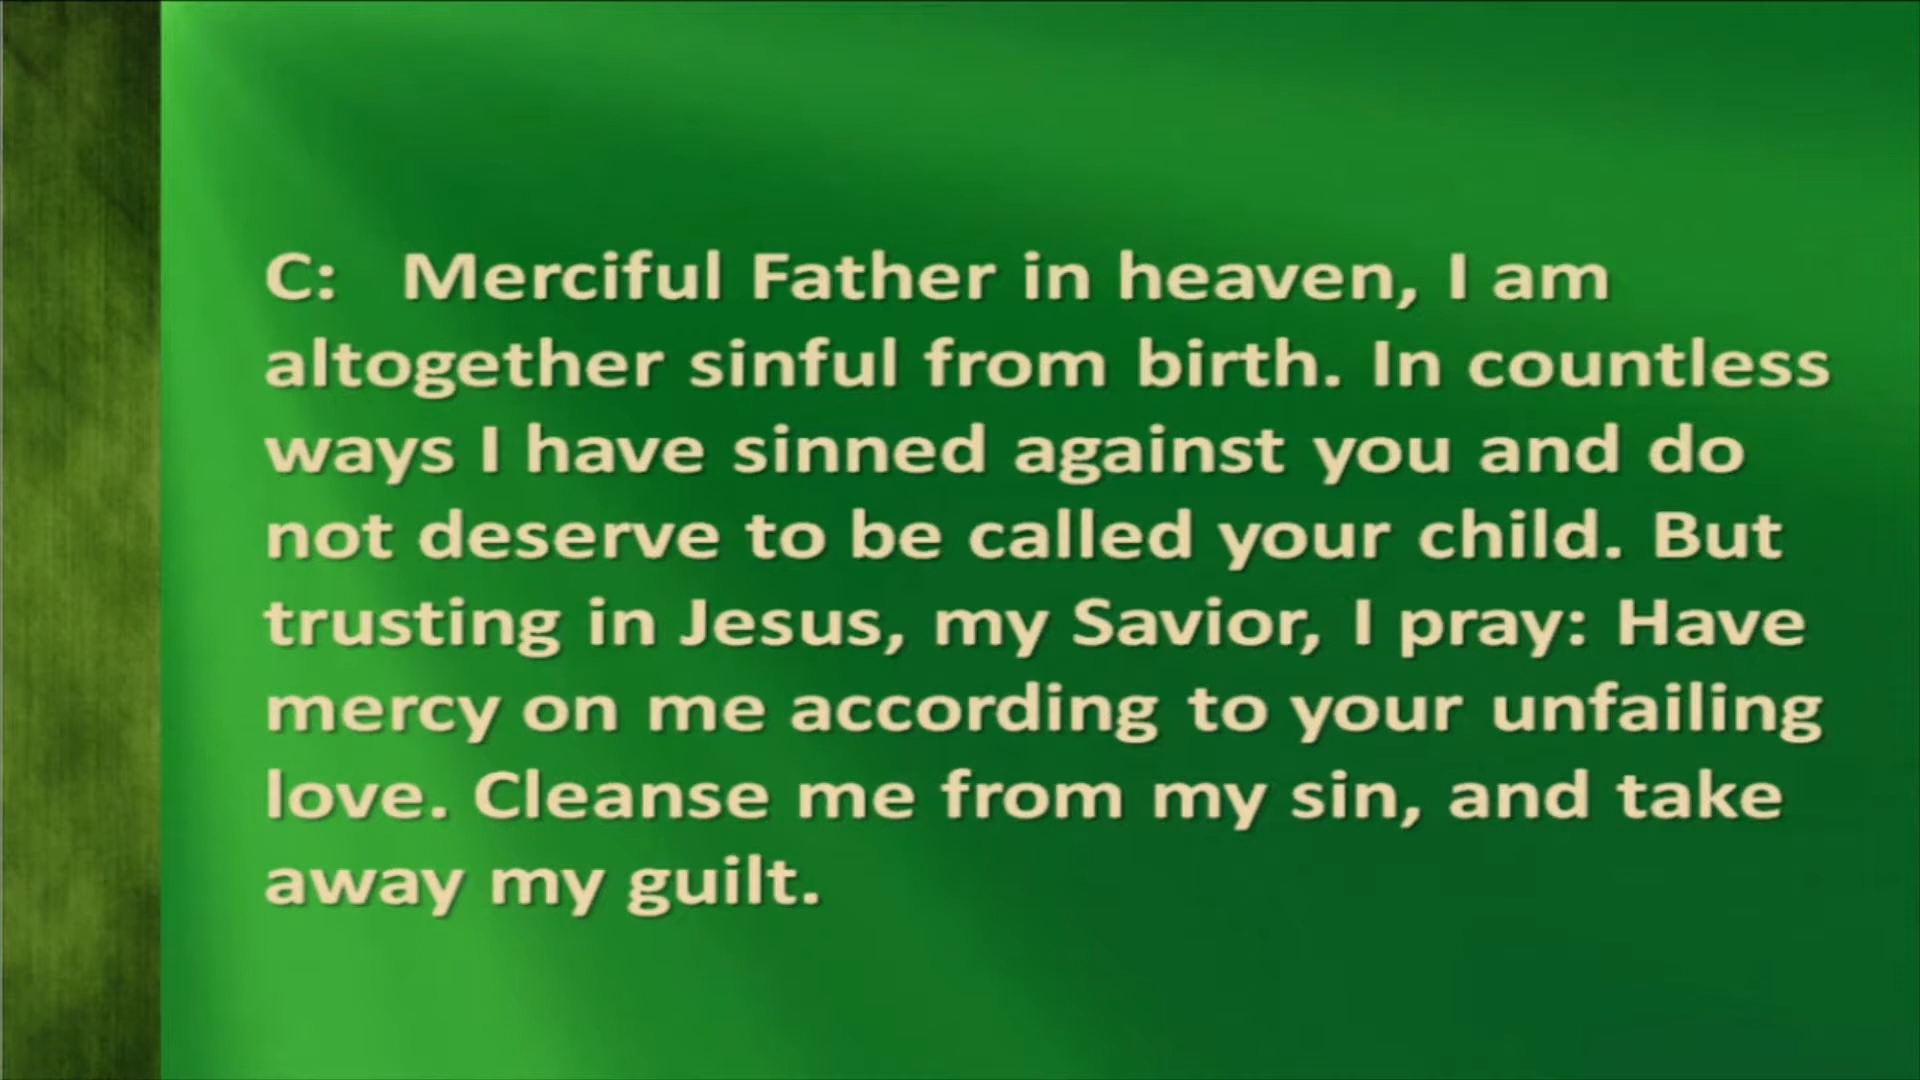 C: Merciful Father in heaven, I am
altogether sinful from birth. In countless
ways I have sinned against you and do
not deserve to be called your child. But
trusting in Jesus, my Savior, I pray: Have
mercy on me according to your unfailing
love. Cleanse me from my sin, and take
away my guilt.